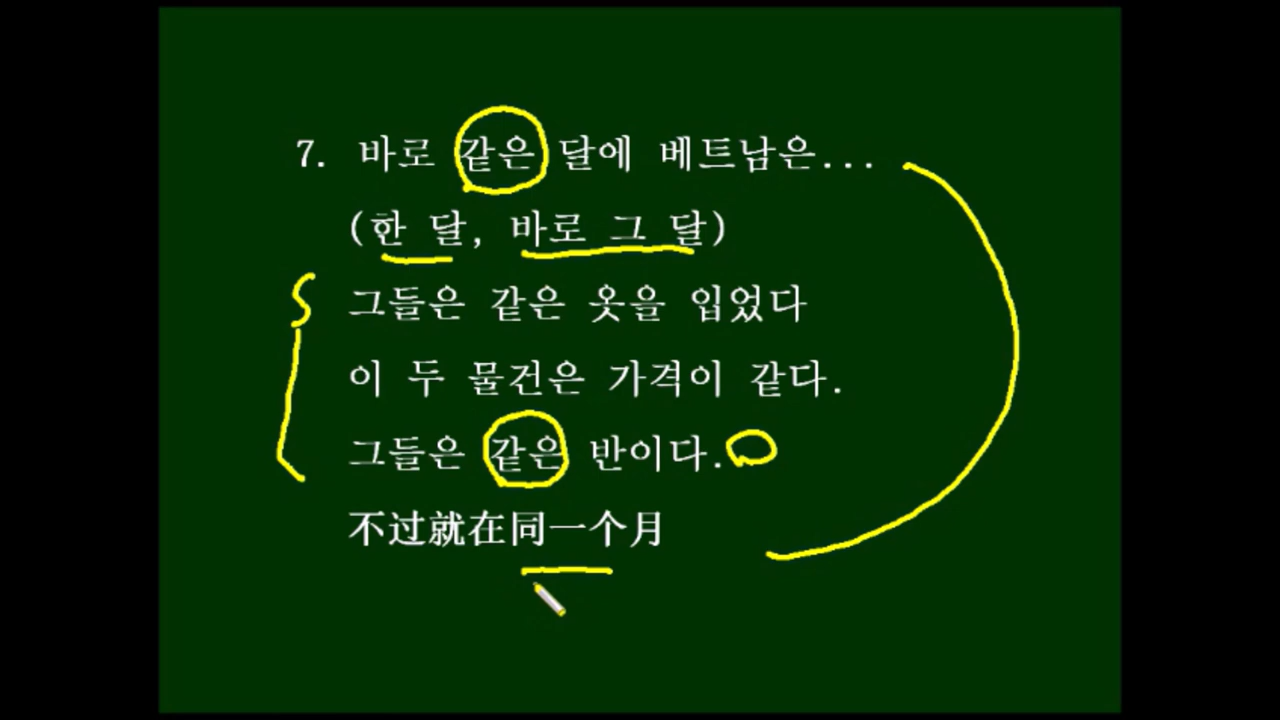 7. 바로 같은 달에 베트남은...
(한 달, 바로 그 달)
그들은 같은 옷을 입었다
이 두 물건은 가격이 같다.
그들은 같은 반이다.
不过就在同一个月